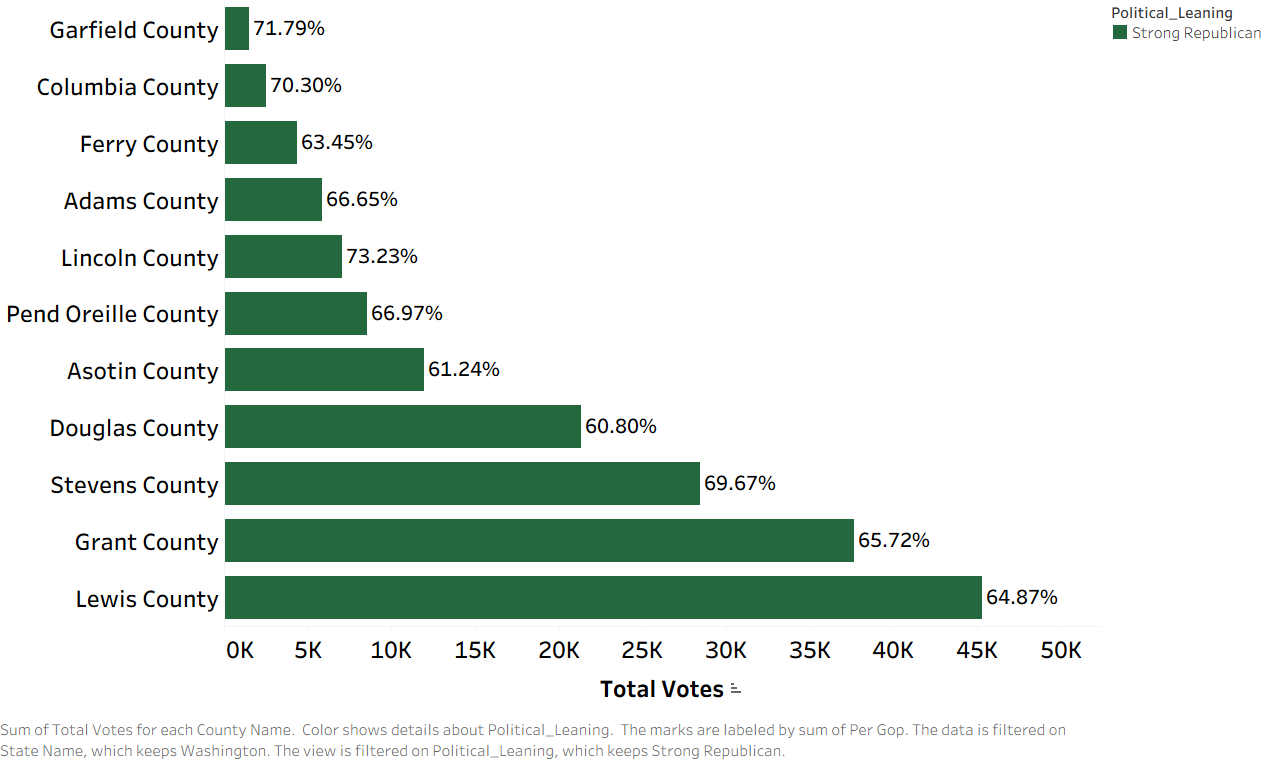 Garfield County 71.79%
Columbia County 70.30%
Ferry County 63.45%
Adams County 66.65%
Lincoln County 73.23%
Pend Oreille County 66.97%
Asotin County 61.24%
Douglas County 60.80%
Stevens County 69.67%
Grant County 65.72%
Lewis County 64.87%
0K 5K 10K 15K 20K 25K 30K 35K 40K 45K 50K
Total Votes
Political_Leaning
Strong Republican
Sum of Total Votes for each County Name.  Color shows details about Political_Leaning.  The marks are labeled by sum of Per Gop. The data is filtered on
State Name, which keeps Washington. The view is filtered on Political_Leaning, which keeps Strong Republican.